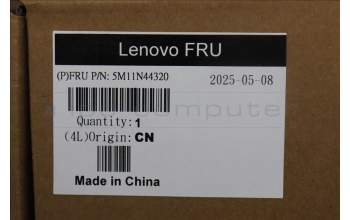 Lenovo FRU
(P)FRU P/N: 5M11N44320
2025-05-08
Quantity: 1
(4L)Origin: CN
Made in China